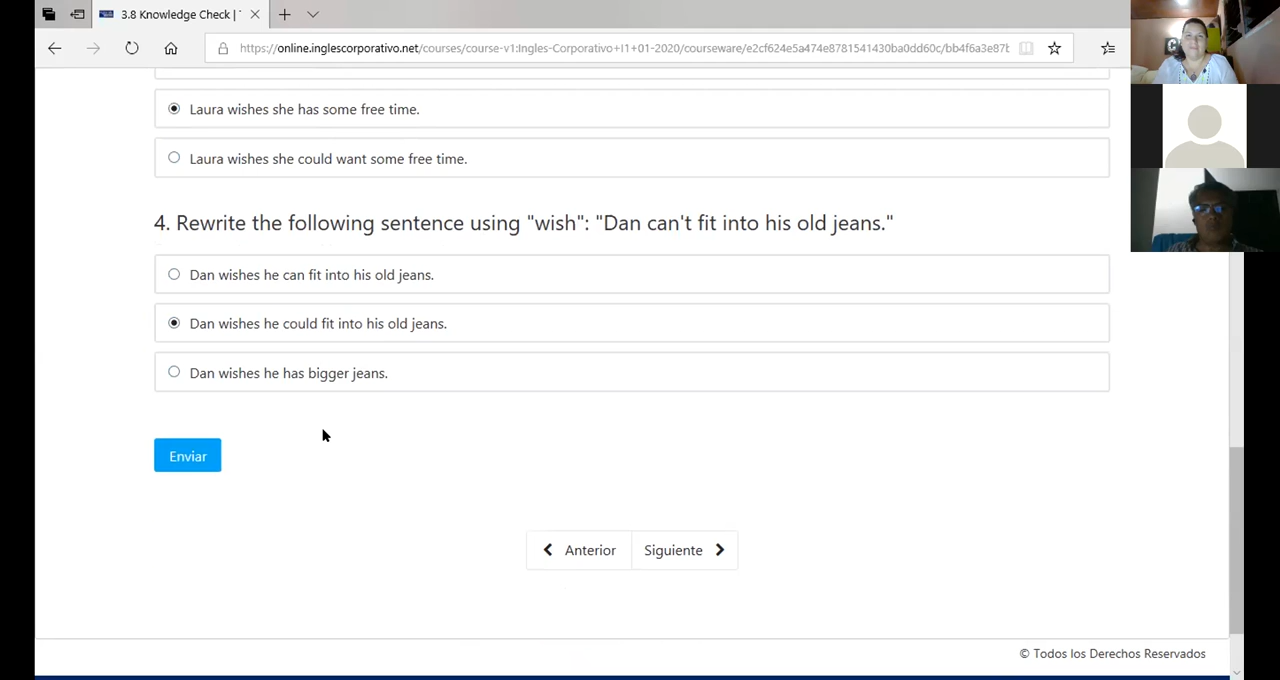 3.8 Knowledge Check |
https://online.inglescorporativo.net/courses/course-v1:Ingles-Corporativo+I1+01-2020/courseware/e2cf624e5a474e8781541430ba0dd60c/bb4f6a3e87b
Laura wishes she has some free time.
Laura wishes she could want some free time.
4. Rewrite the following sentence using "wish": "Dan can't fit into his old jeans."
Dan wishes he can fit into his old jeans.
Dan wishes he could fit into his old jeans.
Dan wishes he has bigger jeans.
Enviar
Anterior Siguiente
© Todos los Derechos Reservados